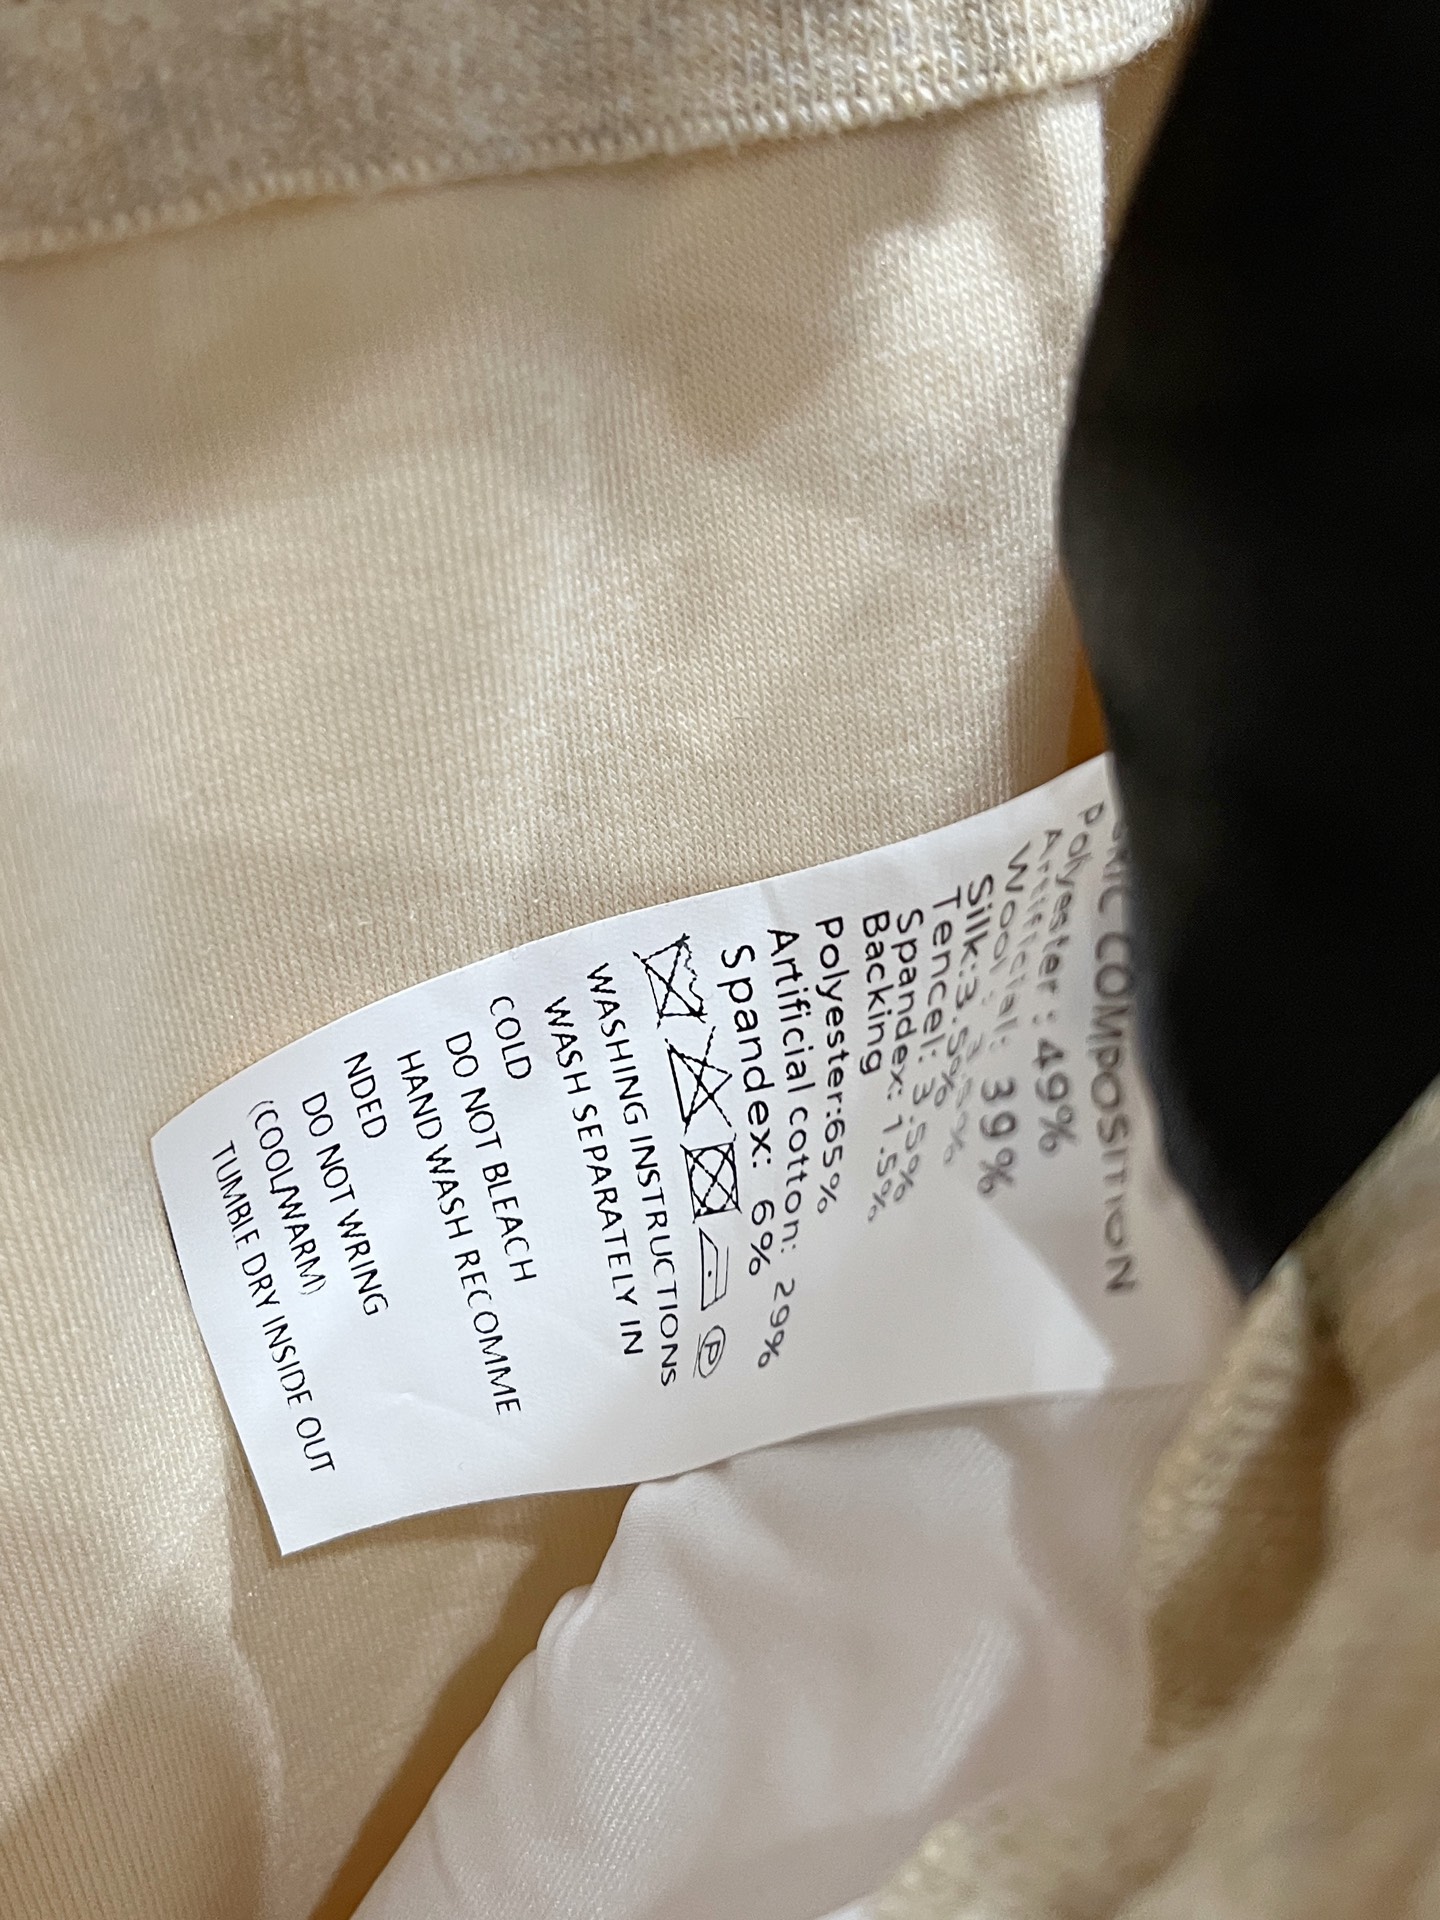 COMPOSITION
Polyester: 49%
Artificial: 39%
Wool:
Silk:3.5%
Tencel: 3.5%
Spandex: 1.5%
Backing
Polyester:65%
Artificial cotton: 29%
Spandex: 6%
P
WASHING INSTRUCTIONS
WASH SEPARATELY IN
COLD
DO NOT BLEACH
HAND WASH RECOMME
NDED
DO NOT WRING
(COOL/WARM)
TUMBLE DRY INSIDE OUT